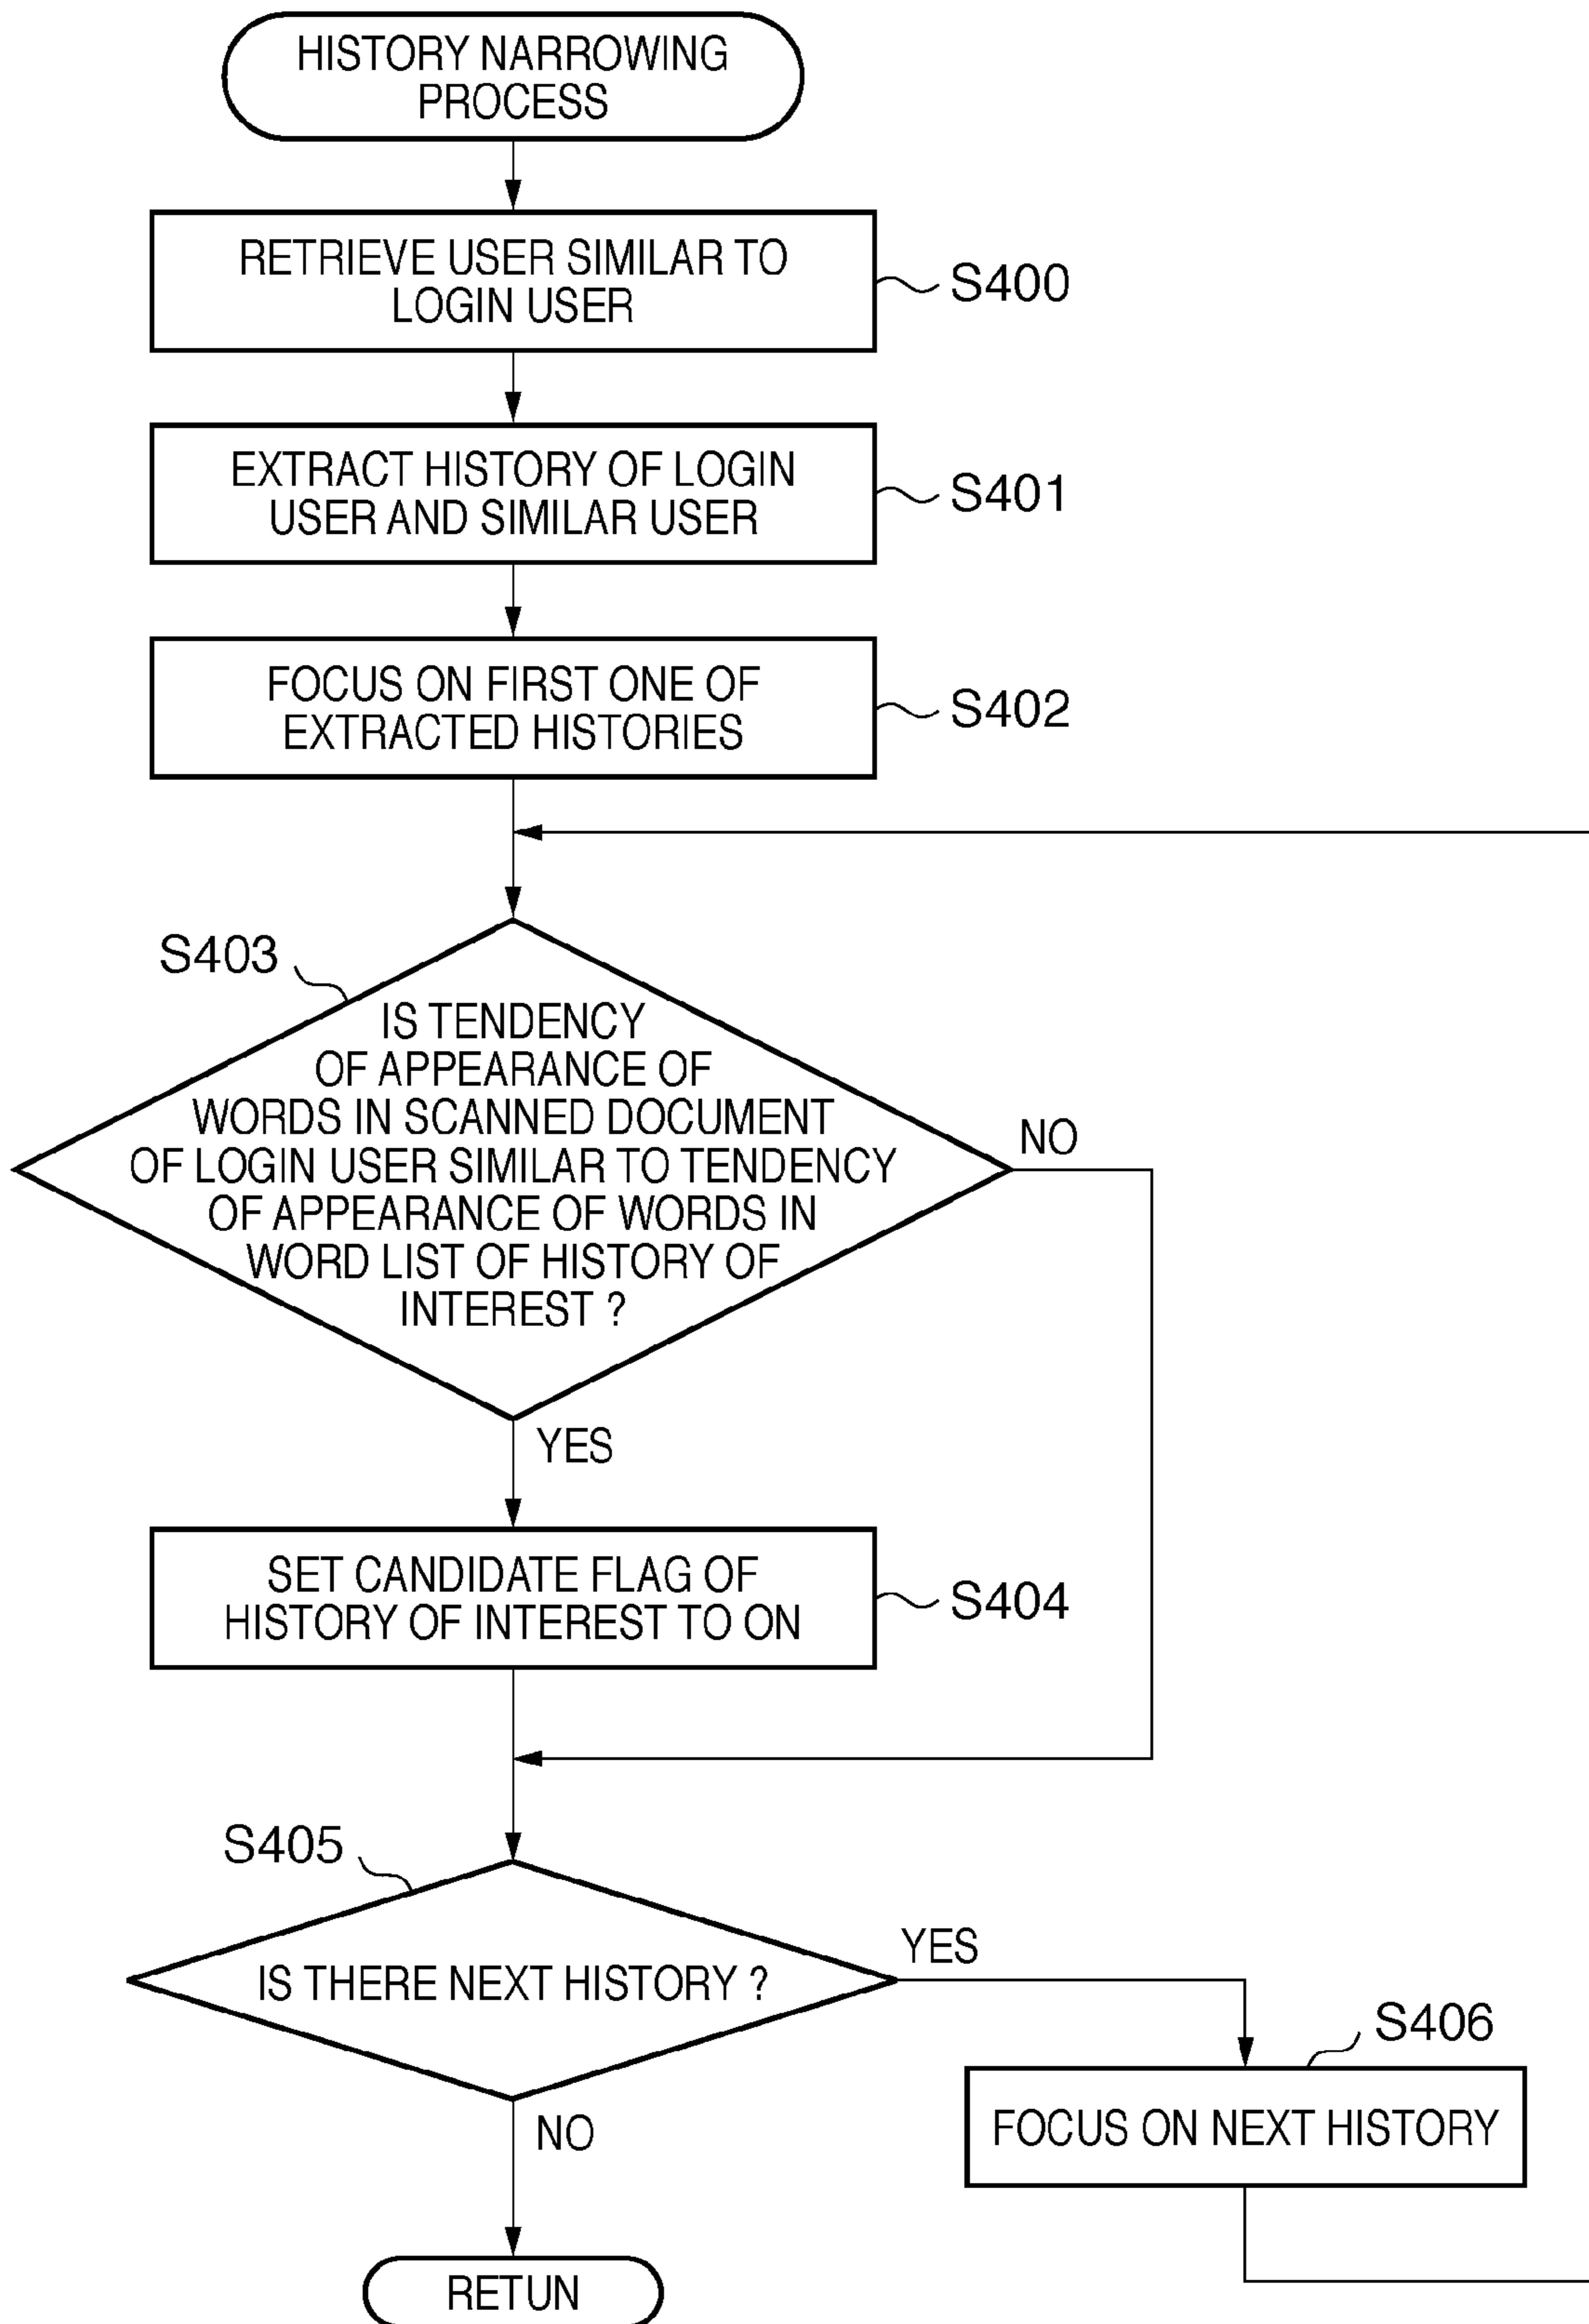 HISTORY NARROWING
PROCESS
RETRIEVE USER SIMILAR TO
LOGIN USER
S400
EXTRACT HISTORY OF LOGIN
USER AND SIMILAR USER
S401
FOCUS ON FIRST ONE OF
EXTRACTED HISTORIES
S402
S403
IS TENDENCY
OF APPEARANCE OF
WORDS IN SCANNED DOCUMENT
OF LOGIN USER SIMILAR TO TENDENCY
OF APPEARANCE OF WORDS IN
WORD LIST OF HISTORY OF
INTEREST ?
NO
YES
SET CANDIDATE FLAG OF
HISTORY OF INTEREST TO ON
S404
S405
IS THERE NEXT HISTORY ?
YES
S406
FOCUS ON NEXT HISTORY
NO
RETUN